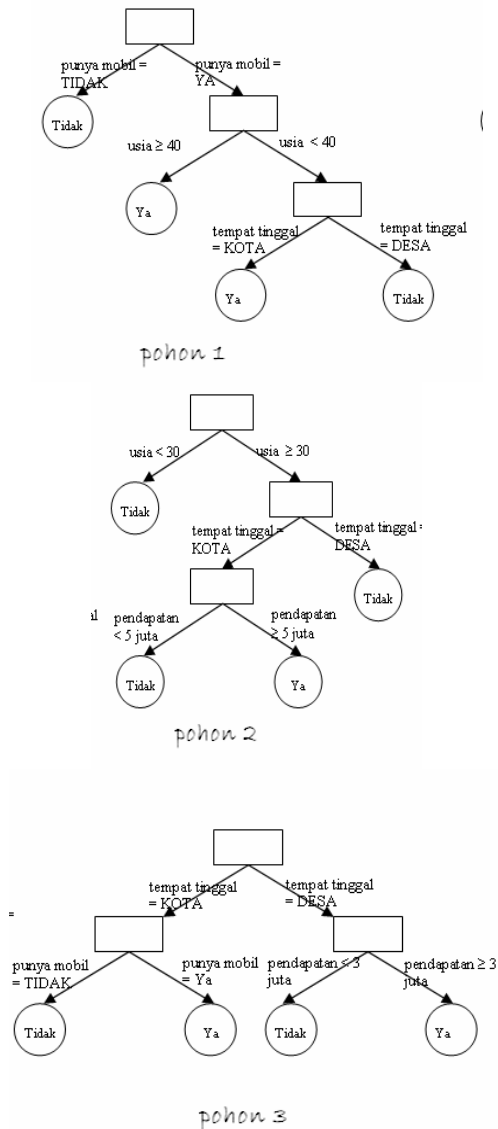 punya mobil =
TIDAK
punya mobil =
YA
Tidak
usia ≥ 40
usia < 40
Ya
tempat tinggal
= KOTA
tempat tinggal
= DESA
Ya
Tidak
pohon 1
usia < 30
usia ≥ 30
Tidak
tempat tinggal =
KOTA
tempat tinggal =
DESA
Tidak
al
pendapatan
< 5 juta
pendapatan
≥ 5 juta
Tidak
Ya
pohon 2
tempat tinggal
= KOTA
tempat tinggal
= DESA
=
punya mobil
= TIDAK
punya mobil
= Ya
pendapatan < 3
juta
pendapatan ≥ 3
juta
Tidak
Ya
Tidak
Ya
pohon 3